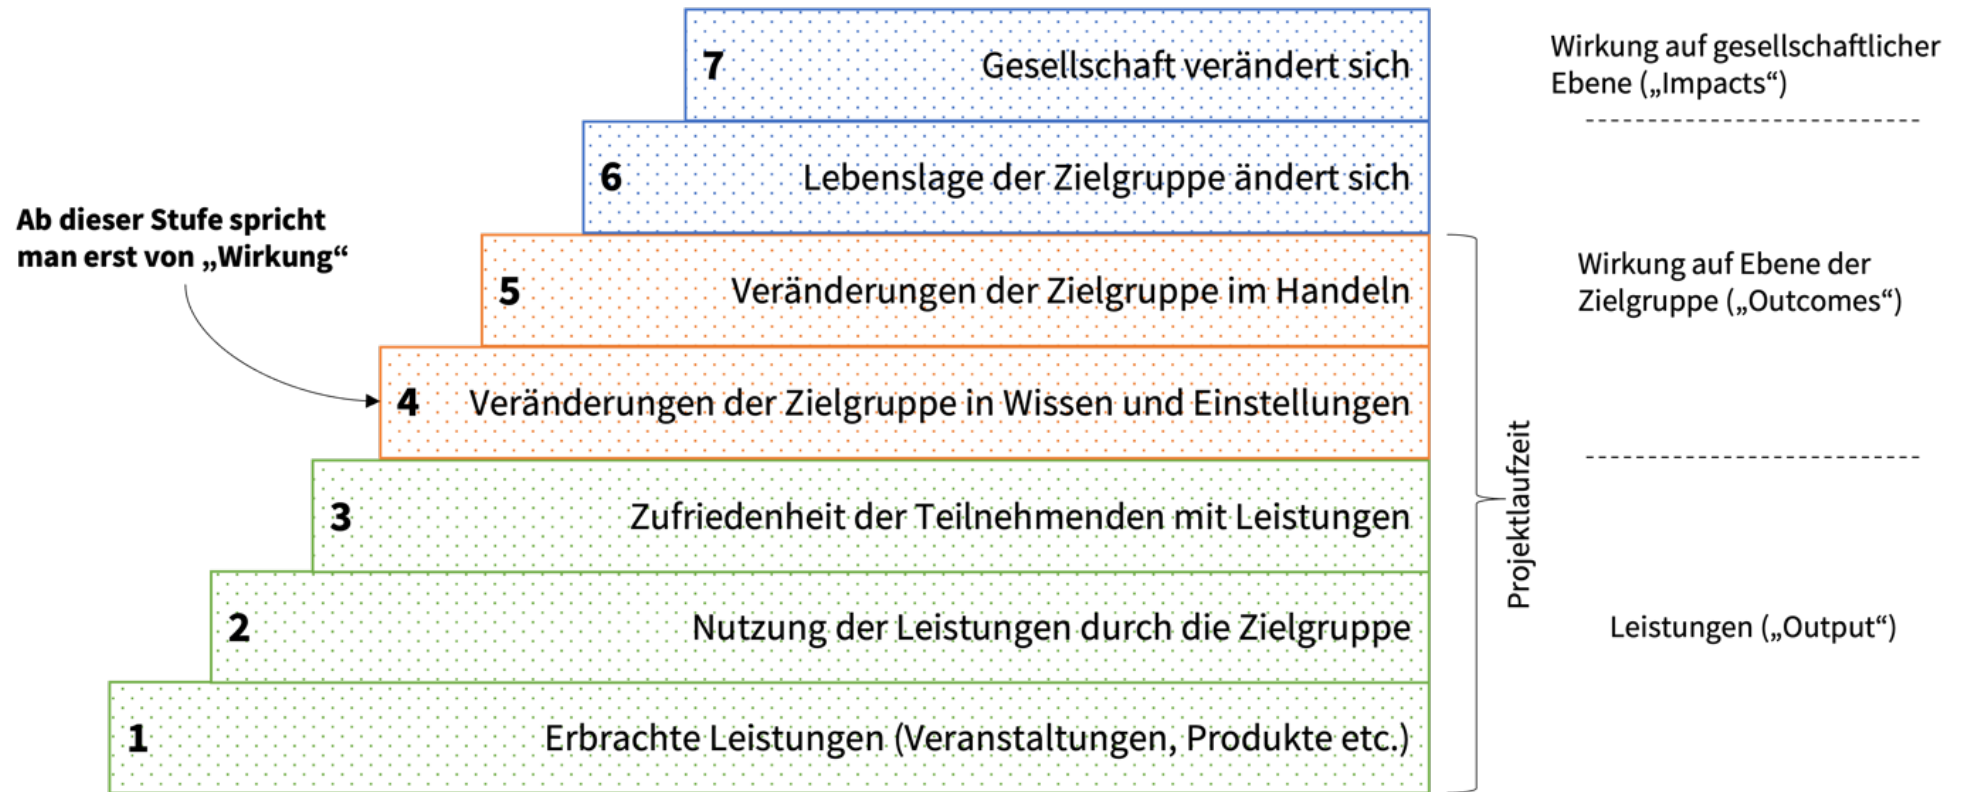 7 Gesellschaft verändert sich
Wirkung auf gesellschaftlicher
Ebene („Impacts“)
6 Lebenslage der Zielgruppe ändert sich
Ab dieser Stufe spricht
man erst von „Wirkung“
5 Veränderungen der Zielgruppe im Handeln
Wirkung auf Ebene der
Zielgruppe („Outcomes“)
4 Veränderungen der Zielgruppe in Wissen und Einstellungen
3 Zufriedenheit der Teilnehmenden mit Leistungen
Projektlaufzeit
2 Nutzung der Leistungen durch die Zielgruppe
Leistungen („Output“)
1 Erbrachte Leistungen (Veranstaltungen, Produkte etc.)